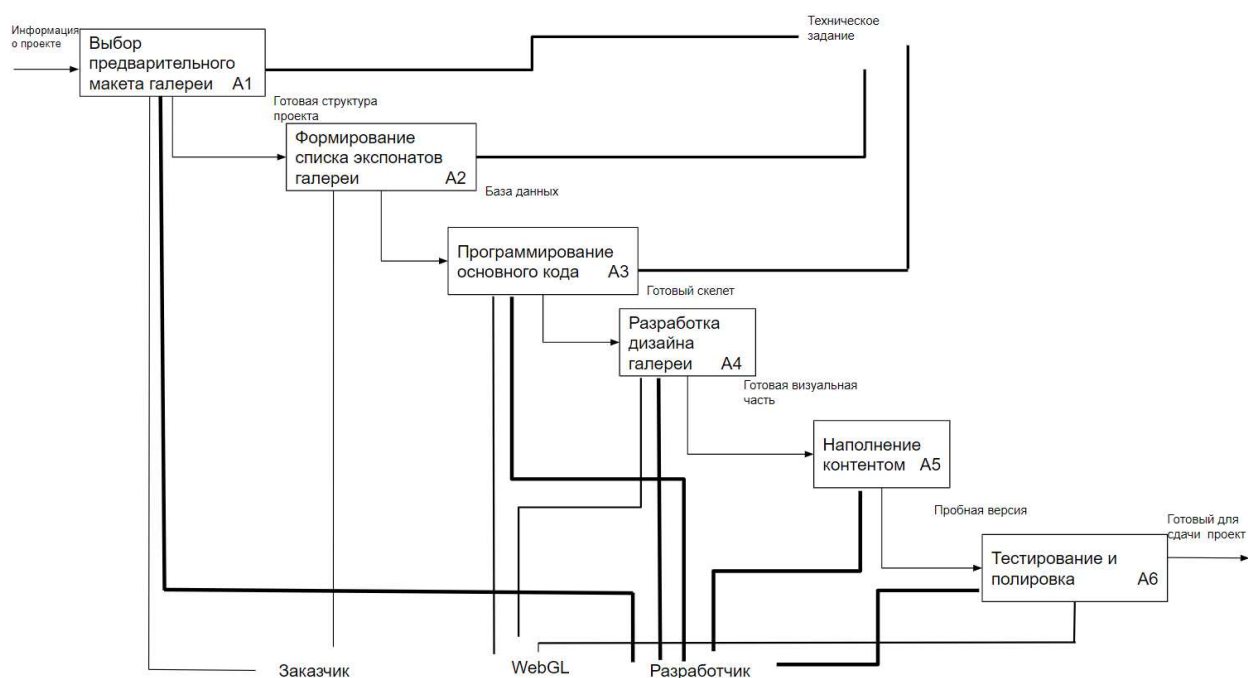 Информация
о проекте
Выбор
предварительного
макета галереи A1
Техническое
задание
Готовая структура
проекта
Формирование
списка экспонатов
галереи A2
База данных
Программирование
основного кода A3
Готовый скелет
Разработка
дизайна
галереи A4
Готовая визуальная
часть
Наполнение
контентом A5
Пробная версия
Готовый для
сдачи проект
Тестирование и
полировка A6
Заказчик
WebGL
Разработчик